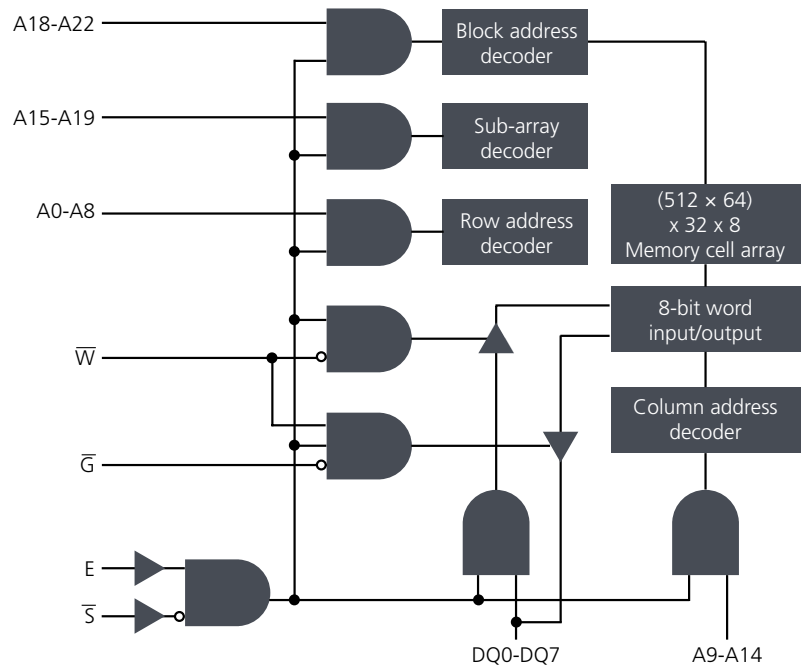 A18-A22
Block address
decoder
A15-A19
Sub-array
decoder
A0-A8
Row address
decoder
(512 × 64)
x 32 x 8
Memory cell array
8-bit word
input/output
W̅
Column address
decoder
G̅
E
S̅
DQ0-DQ7
A9-A14